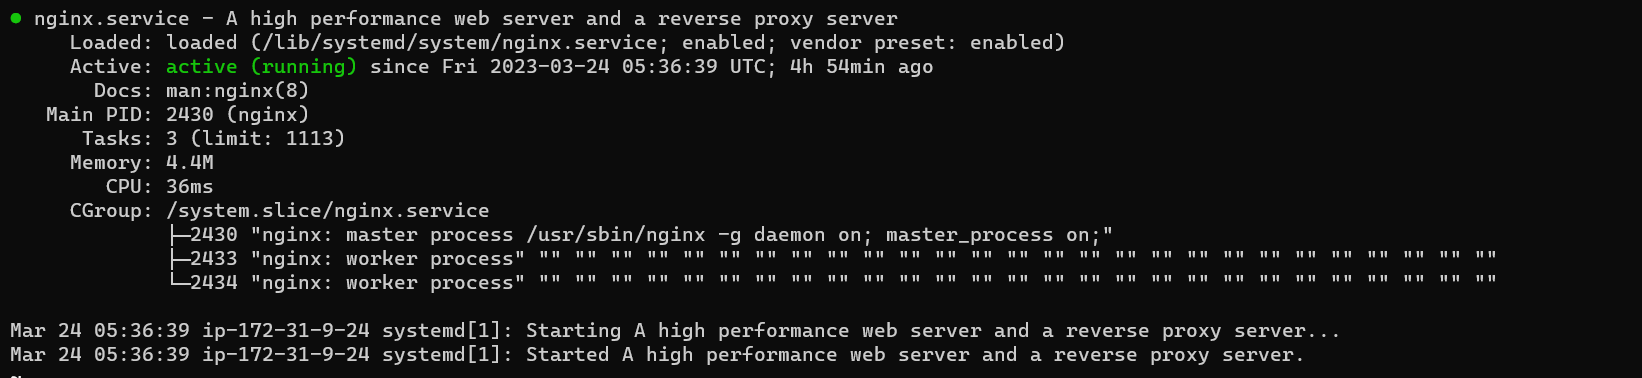 ● nginx.service - A high performance web server and a reverse proxy server
     Loaded: loaded (/lib/systemd/system/nginx.service; enabled; vendor preset: enabled)
     Active: active (running) since Fri 2023-03-24 05:36:39 UTC; 4h 54min ago
       Docs: man:nginx(8)
   Main PID: 2430 (nginx)
      Tasks: 3 (limit: 1113)
     Memory: 4.4M
        CPU: 36ms
     CGroup: /system.slice/nginx.service
             ├─2430 "nginx: master process /usr/sbin/nginx -g daemon on; master_process on;"
             ├─2433 "nginx: worker process" "" "" "" "" "" "" "" "" "" "" "" "" "" "" "" "" "" "" "" "" "" "" "" "" "" "" ""
             └─2434 "nginx: worker process" "" "" "" "" "" "" "" "" "" "" "" "" "" "" "" "" "" "" "" "" "" "" "" "" "" "" ""

Mar 24 05:36:39 ip-172-31-9-24 systemd[1]: Starting A high performance web server and a reverse proxy server...
Mar 24 05:36:39 ip-172-31-9-24 systemd[1]: Started A high performance web server and a reverse proxy server.
~